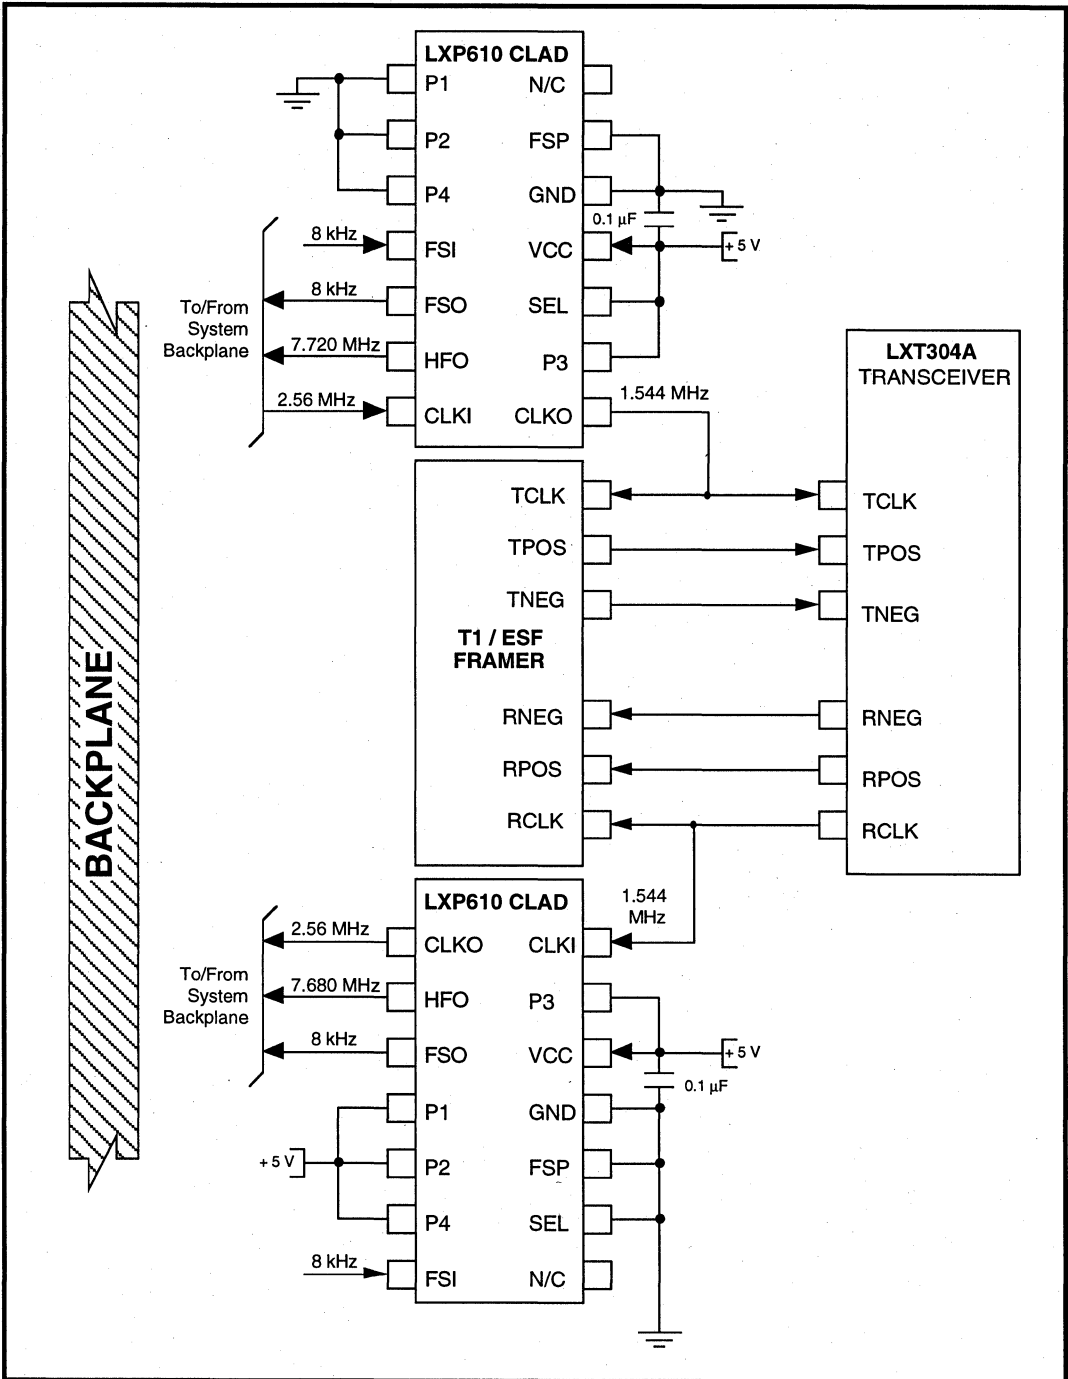 LXP610 CLAD
P1
N/C
P2
FSP
P4
GND
0.1 µF
8 kHz
FSI
VCC
+ 5 V
8 kHz
FSO
SEL
To/From
System
Backplane
7.720 MHz
HFO
P3
2.56 MHz
CLKI
CLKO
1.544 MHz
LXT304A
TRANSCEIVER
TCLK
TCLK
TPOS
TPOS
TNEG
TNEG
T1 / ESF
FRAMER
RNEG
RNEG
RPOS
RPOS
RCLK
RCLK
BACKPLANE
LXP610 CLAD
1.544
MHz
2.56 MHz
CLKO
CLKI
To/From
System
Backplane
7.680 MHz
HFO
P3
8 kHz
FSO
VCC
+ 5 V
0.1 µF
P1
GND
+ 5 V
P2
FSP
P4
SEL
8 kHz
FSI
N/C